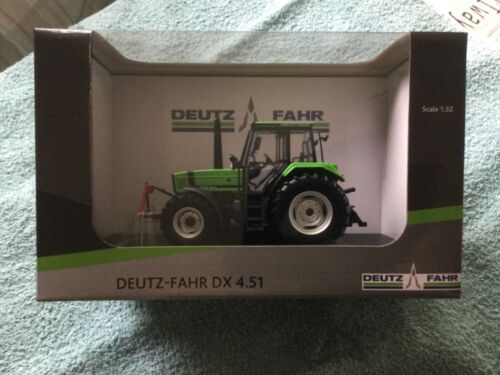 DEUTZ FAHR
Scale 1:32
DEUTZ-FAHR DX 4.51
DEUTZ FAHR